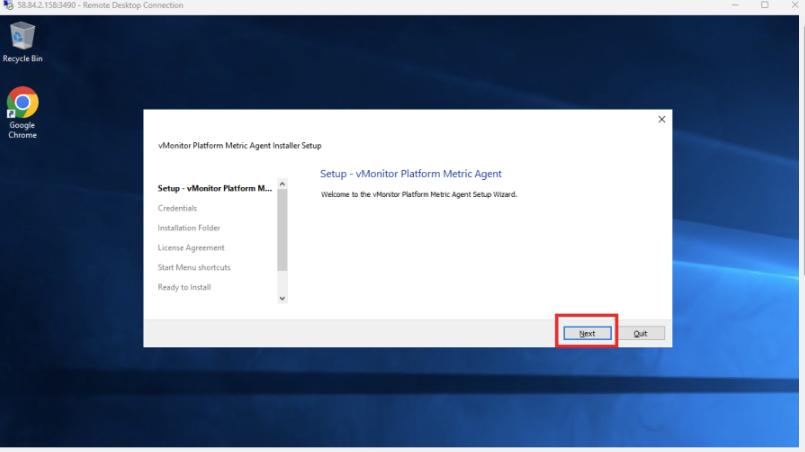 58.84.2.158:3490 - Remote Desktop Connection
Recycle Bin
Google
Chrome
vMonitor Platform Metric Agent Installer Setup
Setup - vMonitor Platform M...
Credentials
Installation Folder
License Agreement
Start Menu shortcuts
Ready to Install
Setup - vMonitor Platform Metric Agent
Welcome to the vMonitor Platform Metric Agent Setup Wizard.
Next
Quit